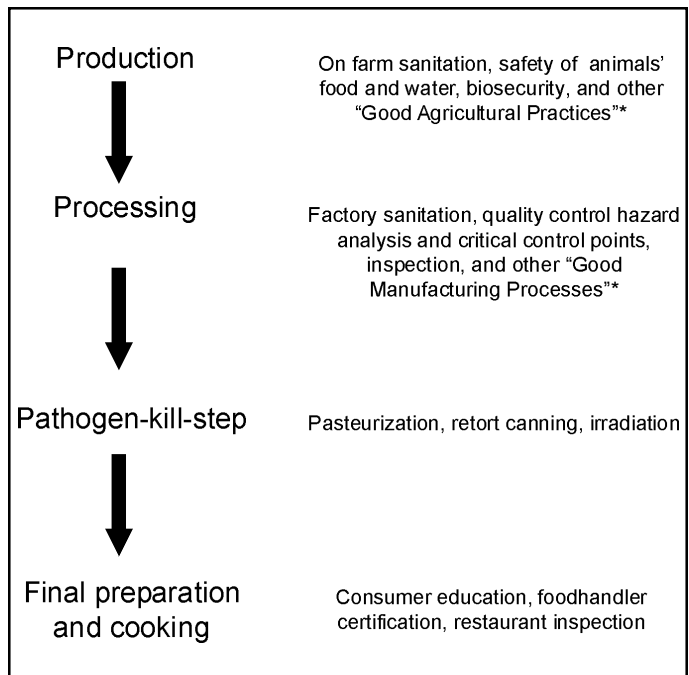 Production
On farm sanitation, safety of animals’
food and water, biosecurity, and other
“Good Agricultural Practices”*
Processing
Factory sanitation, quality control hazard
analysis and critical control points,
inspection, and other “Good
Manufacturing Processes”*
Pathogen-kill-step
Pasteurization, retort canning, irradiation
Final preparation
and cooking
Consumer education, foodhandler
certification, restaurant inspection